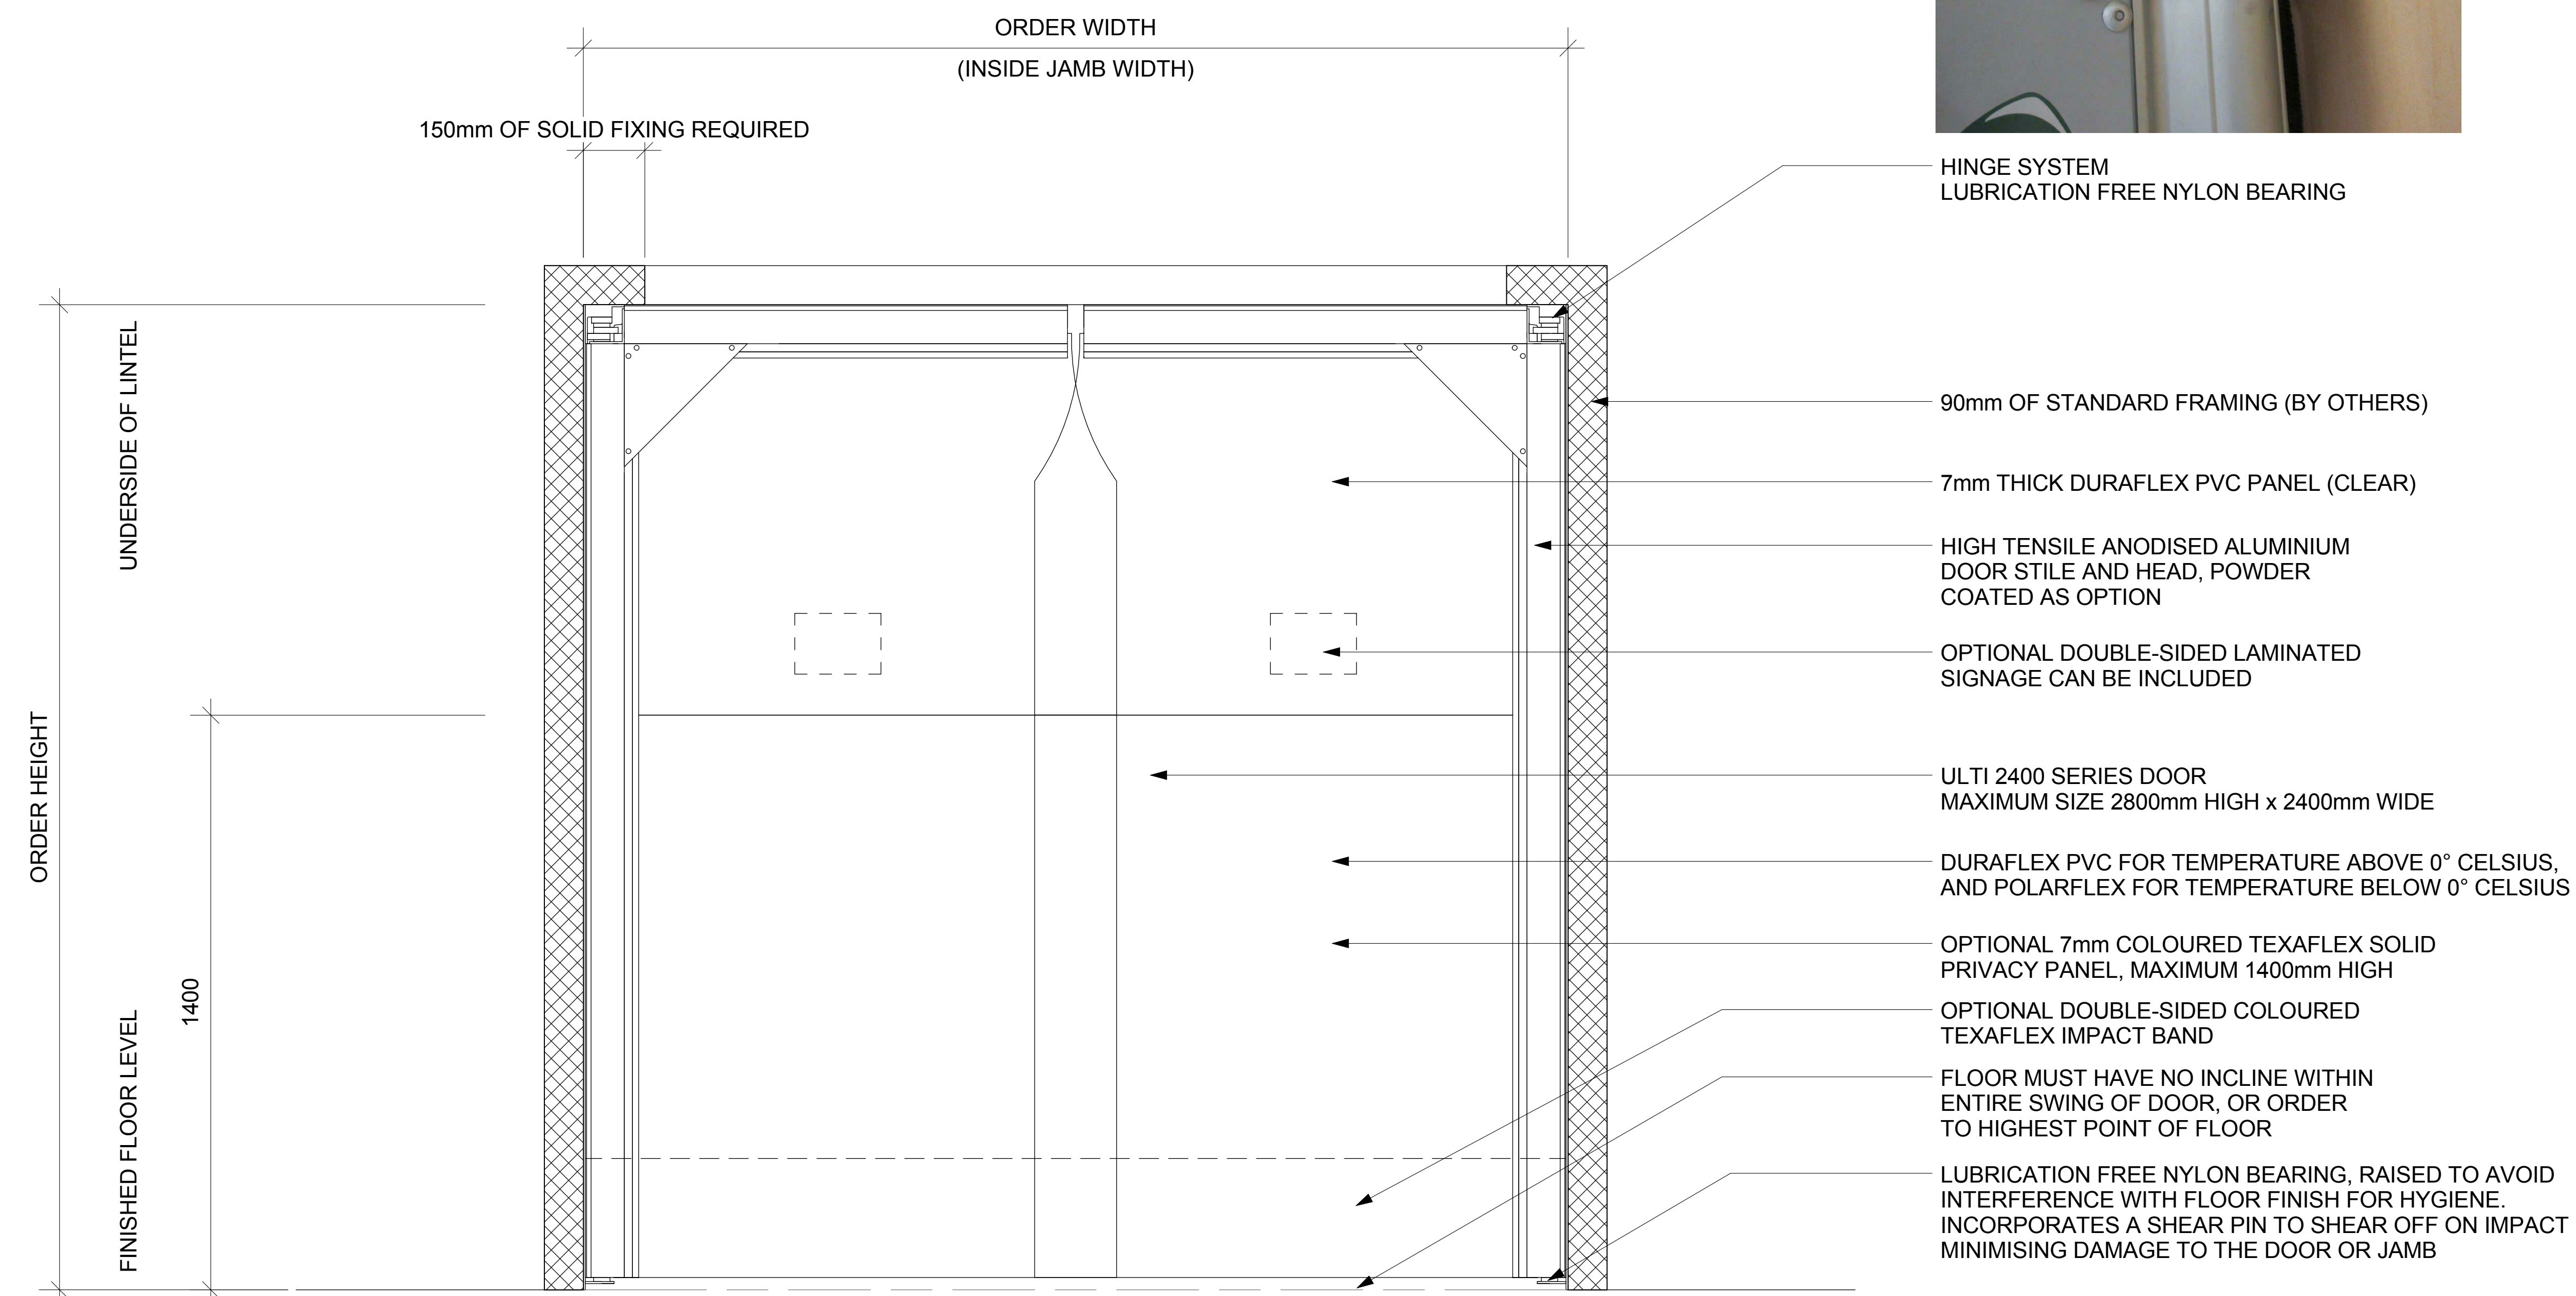 ORDER WIDTH
(INSIDE JAMB WIDTH)
150mm OF SOLID FIXING REQUIRED
HINGE SYSTEM
LUBRICATION FREE NYLON BEARING
90mm OF STANDARD FRAMING (BY OTHERS)
7mm THICK DURAFLEX PVC PANEL (CLEAR)
HIGH TENSILE ANODISED ALUMINIUM
DOOR STILE AND HEAD, POWDER
COATED AS OPTION
OPTIONAL DOUBLE-SIDED LAMINATED
SIGNAGE CAN BE INCLUDED
ULTI 2400 SERIES DOOR
MAXIMUM SIZE 2800mm HIGH x 2400mm WIDE
DURAFLEX PVC FOR TEMPERATURE ABOVE 0° CELSIUS,
AND POLARFLEX FOR TEMPERATURE BELOW 0° CELSIUS
OPTIONAL 7mm COLOURED TEXAFLEX SOLID
PRIVACY PANEL, MAXIMUM 1400mm HIGH
OPTIONAL DOUBLE-SIDED COLOURED
TEXAFLEX IMPACT BAND
FLOOR MUST HAVE NO INCLINE WITHIN
ENTIRE SWING OF DOOR, OR ORDER
TO HIGHEST POINT OF FLOOR
LUBRICATION FREE NYLON BEARING, RAISED TO AVOID
INTERFERENCE WITH FLOOR FINISH FOR HYGIENE.
INCORPORATES A SHEAR PIN TO SHEAR OFF ON IMPACT
MINIMISING DAMAGE TO THE DOOR OR JAMB
ORDER HEIGHT
UNDERSIDE OF LINTEL
FINISHED FLOOR LEVEL
1400